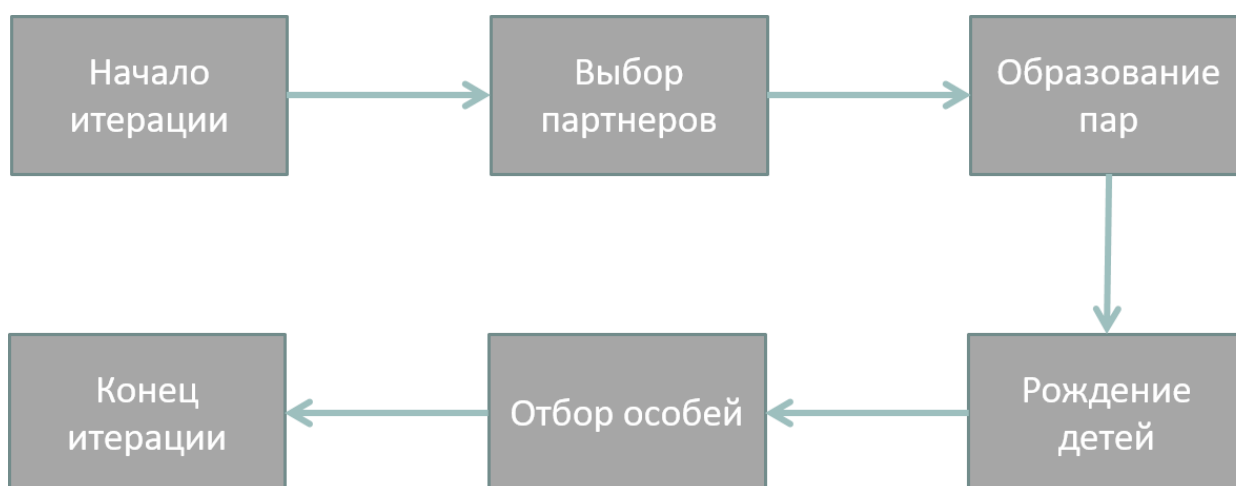 Начало
итерации
Выбор
партнеров
Образование
пар
Рождение
детей
Отбор особей
Конец
итерации